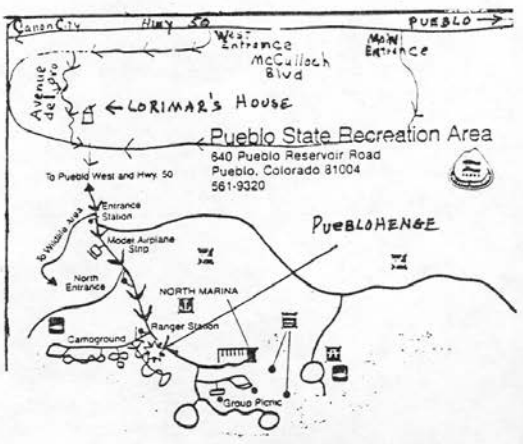 Canon City
Hwy 50
PUEBLO
West
Entrance
Main
Entrance
McCulloch
Blvd
Avenue
del Oro
LORIMAR'S HOUSE
Pueblo State Recreation Area
640 Pueblo Reservoir Road
Pueblo, Colorado 81004
561-9320
To Pueblo West and Hwy. 50
Entrance
Station
PUEBLOHENGE
To Wildlife Area
Model Airplane
Strip
North
Entrance
NORTH MARINA
Ranger Station
Campground
Group Picnic